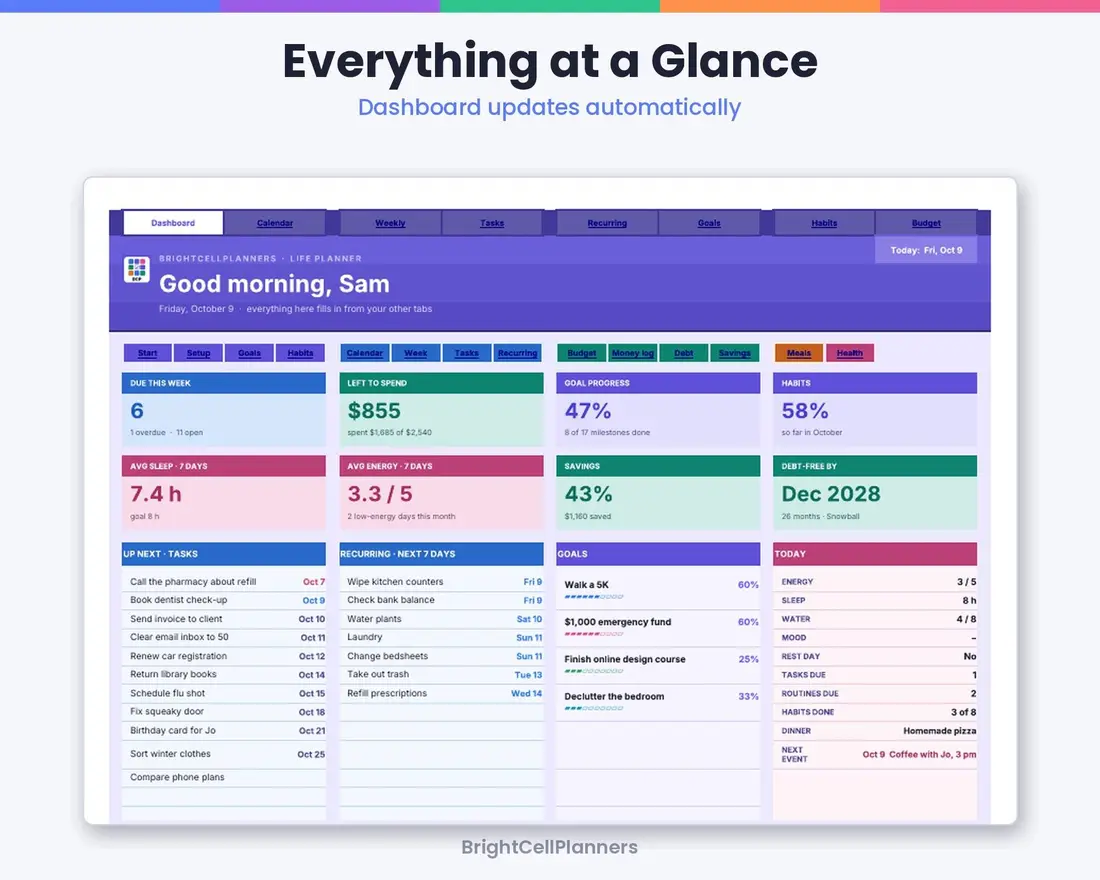 Everything at a Glance
Dashboard updates automatically
Dashboard Calendar Weekly Tasks Recurring Goals Habits Budget
Today: Fri, Oct 9
BRIGHTCELLPLANNERS · LIFE PLANNER
BCP
Good morning, Sam
Friday, October 9 · everything here fills in from your other tabs
Start Setup Goals Habits Calendar Week Tasks Recurring Budget Money log Debt Savings Meals Health
DUE THIS WEEK
6
1 overdue · 11 open
LEFT TO SPEND
$855
spent $1,685 of $2,540
GOAL PROGRESS
47%
8 of 17 milestones done
HABITS
58%
so far in October
AVG SLEEP · 7 DAYS
7.4 h
goal 8 h
AVG ENERGY · 7 DAYS
3.3 / 5
2 low-energy days this month
SAVINGS
43%
$1,160 saved
DEBT-FREE BY
Dec 2028
26 months · Snowball
UP NEXT · TASKS
Call the pharmacy about refill Oct 7
Book dentist check-up Oct 9
Send invoice to client Oct 10
Clear email inbox to 50 Oct 11
Renew car registration Oct 12
Return library books Oct 14
Schedule flu shot Oct 15
Fix squeaky door Oct 18
Birthday card for Jo Oct 21
Sort winter clothes Oct 25
Compare phone plans
RECURRING · NEXT 7 DAYS
Wipe kitchen counters Fri 9
Check bank balance Fri 9
Water plants Sat 10
Laundry Sun 11
Change bedsheets Sun 11
Take out trash Tue 13
Refill prescriptions Wed 14
GOALS
Walk a 5K 60%
$1,000 emergency fund 60%
Finish online design course 25%
Declutter the bedroom 33%
TODAY
ENERGY 3 / 5
SLEEP 8 h
WATER 4 / 8
MOOD –
REST DAY No
TASKS DUE 1
ROUTINES DUE 2
HABITS DONE 3 of 8
DINNER Homemade pizza
NEXT EVENT Oct 9 Coffee with Jo, 3 pm
BrightCellPlanners